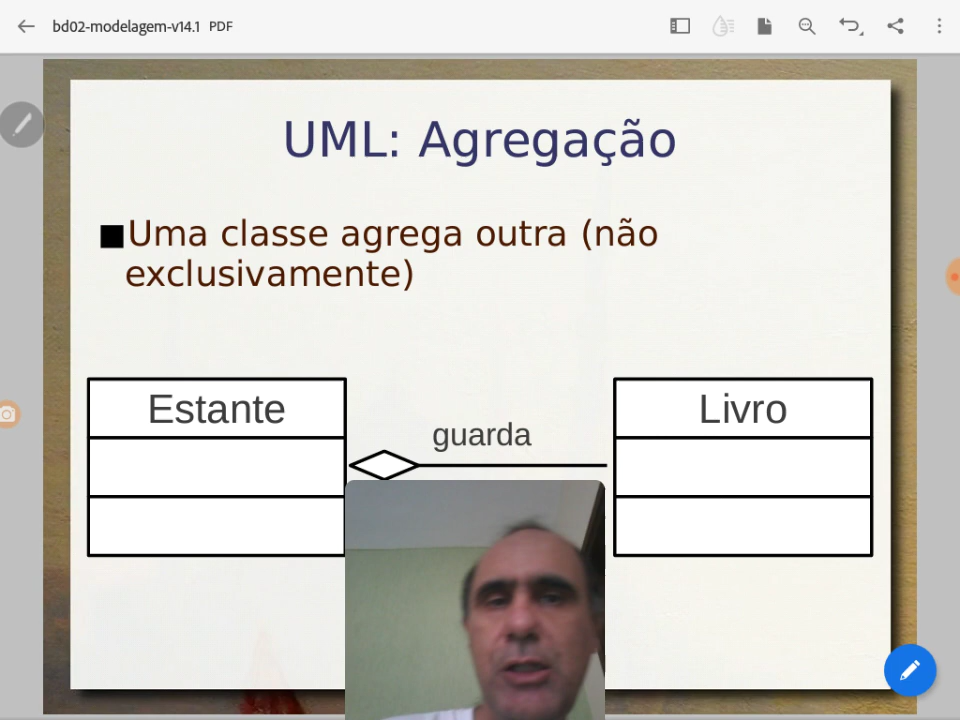 bd02-modelagem-v14.1 PDF
UML: Agregação
Uma classe agrega outra (não
exclusivamente)
Estante
guarda
Livro